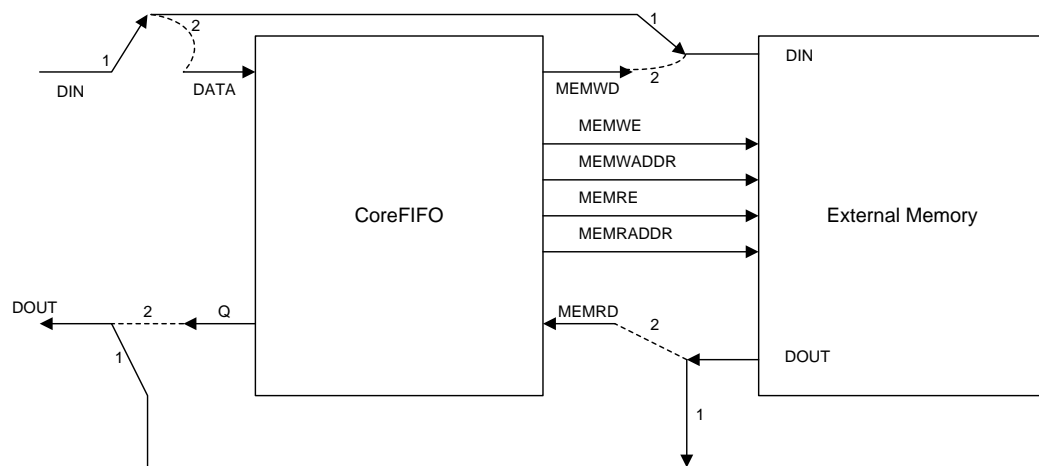 1
2
1
DIN
DATA
MEMWD
2
DIN
MEMWE
MEMWADDR
CoreFIFO
MEMRE
External Memory
MEMRADDR
DOUT
2
Q
MEMRD
2
1
DOUT
1